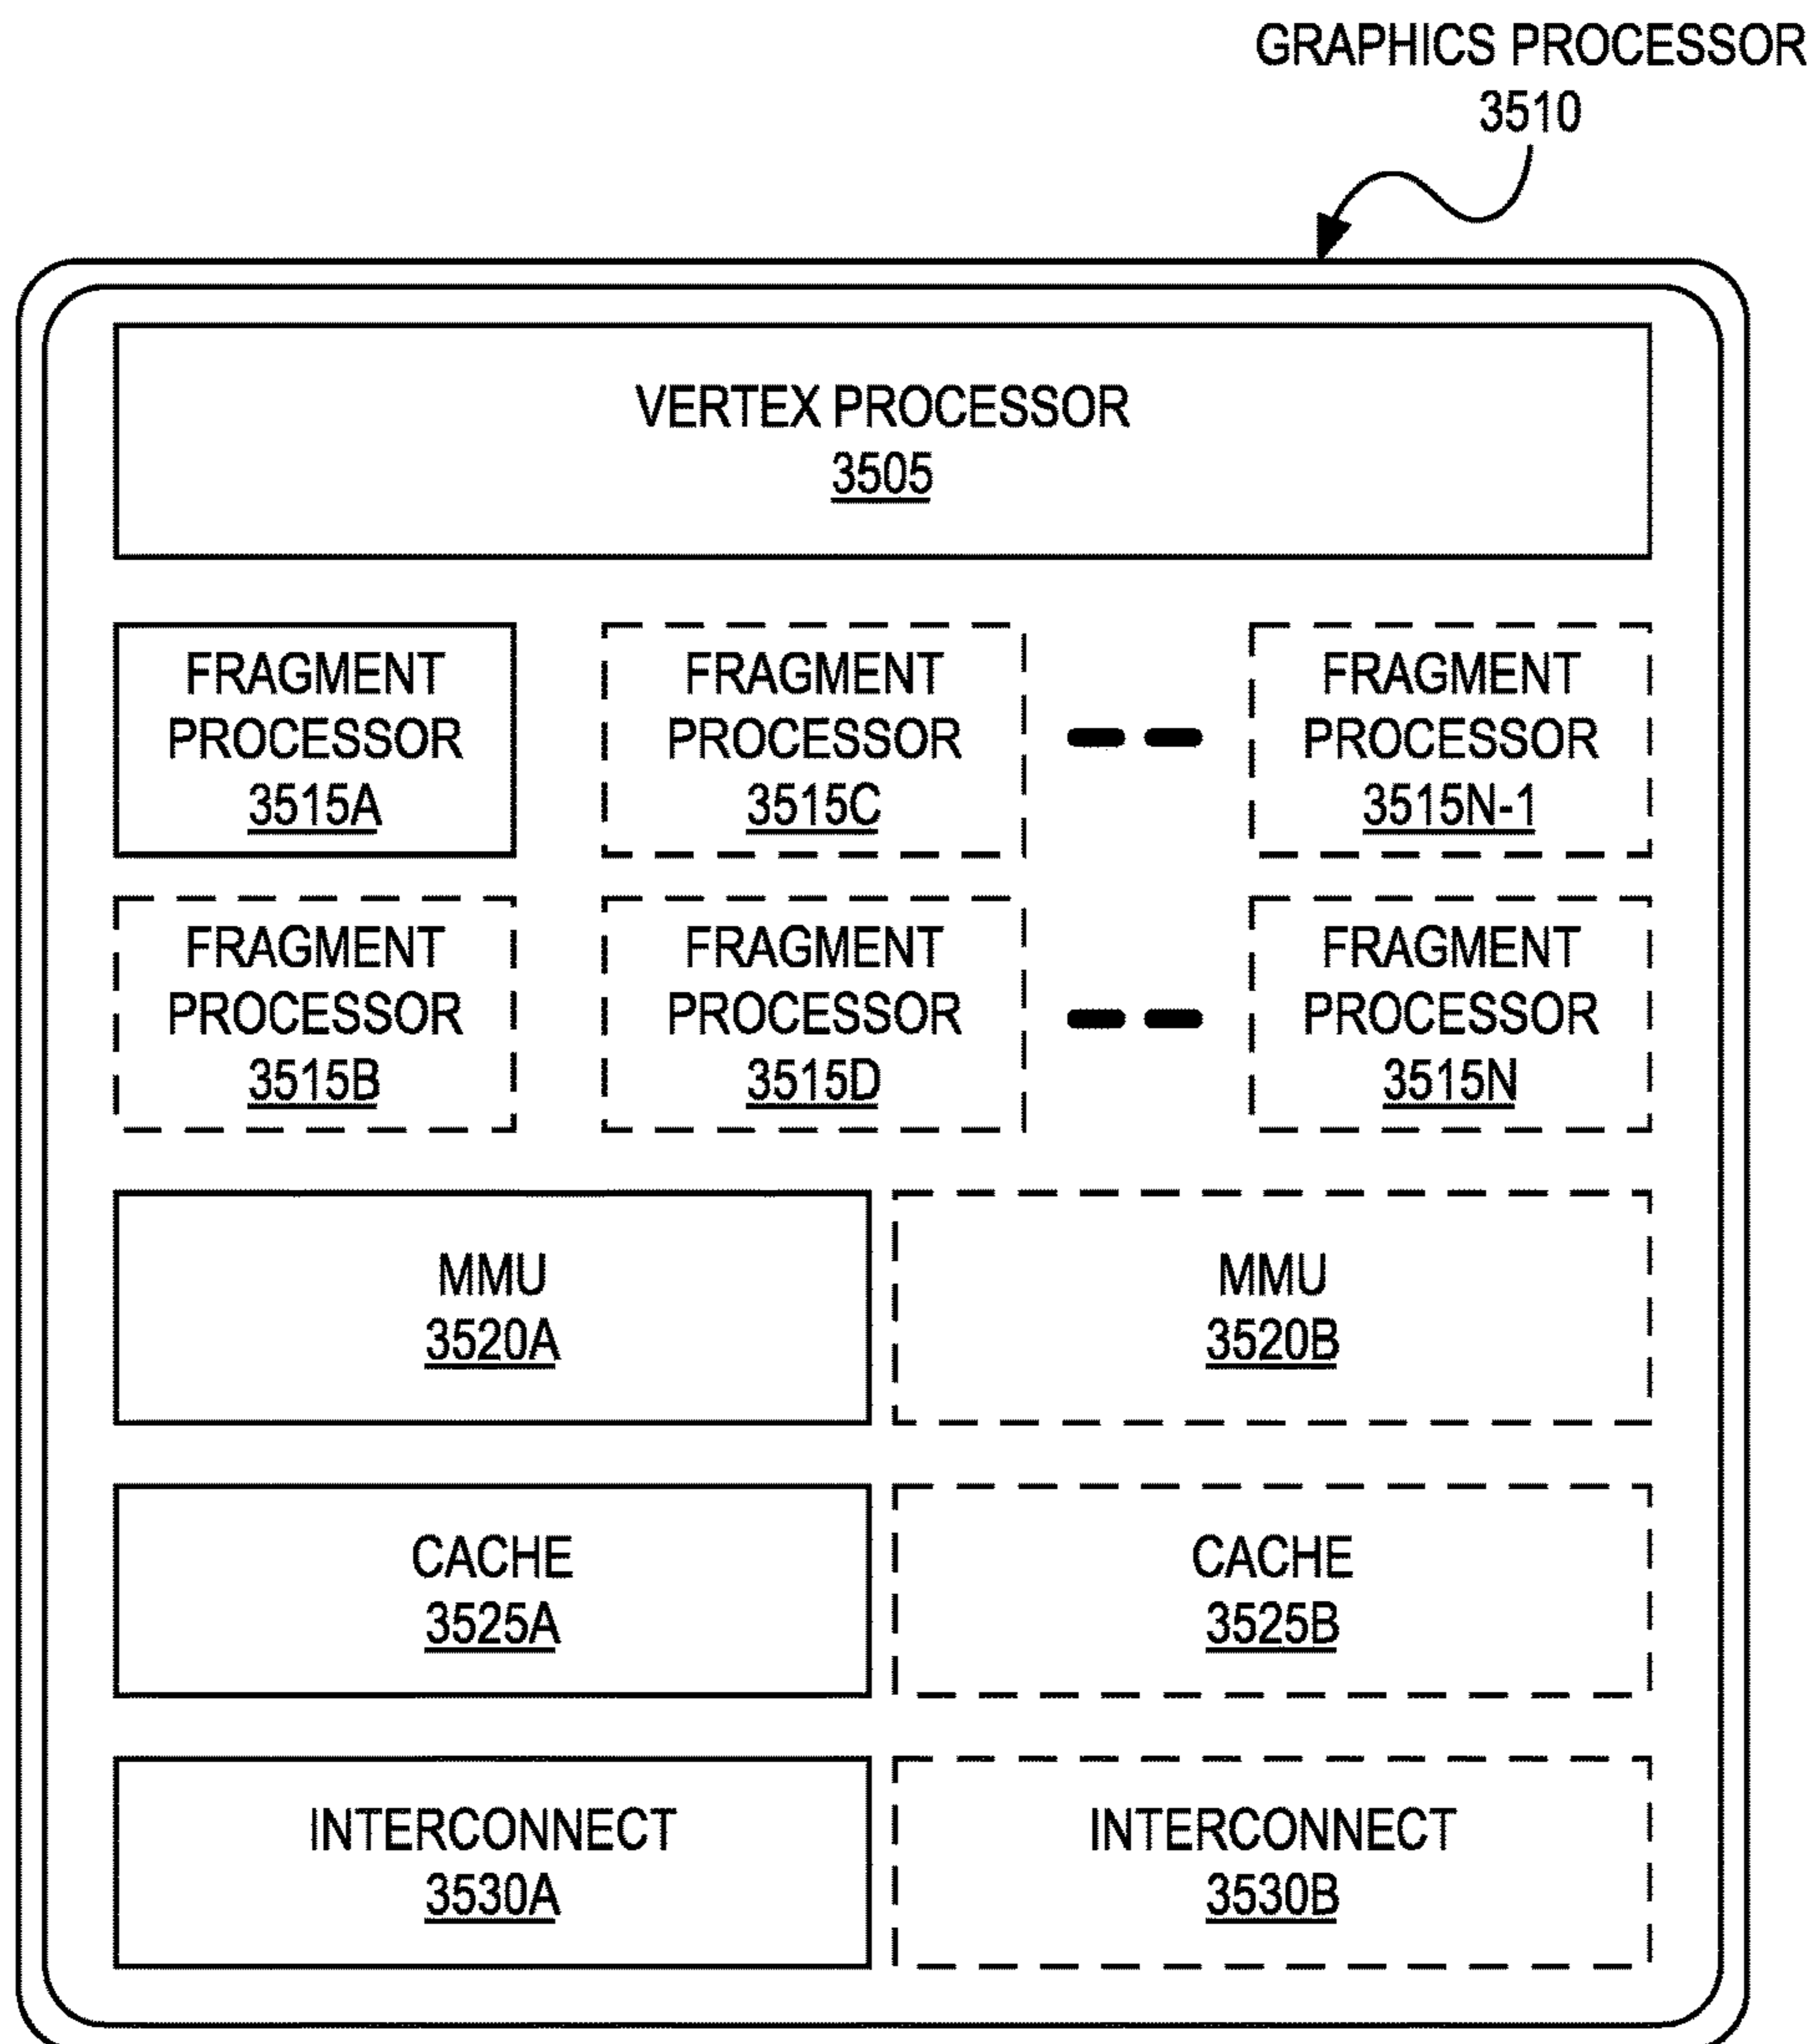 GRAPHICS PROCESSOR
3510
VERTEX PROCESSOR
3505
FRAGMENT
PROCESSOR
3515A
FRAGMENT
PROCESSOR
3515C
FRAGMENT
PROCESSOR
3515N-1
FRAGMENT
PROCESSOR
3515B
FRAGMENT
PROCESSOR
3515D
FRAGMENT
PROCESSOR
3515N
MMU
3520A
MMU
3520B
CACHE
3525A
CACHE
3525B
INTERCONNECT
3530A
INTERCONNECT
3530B